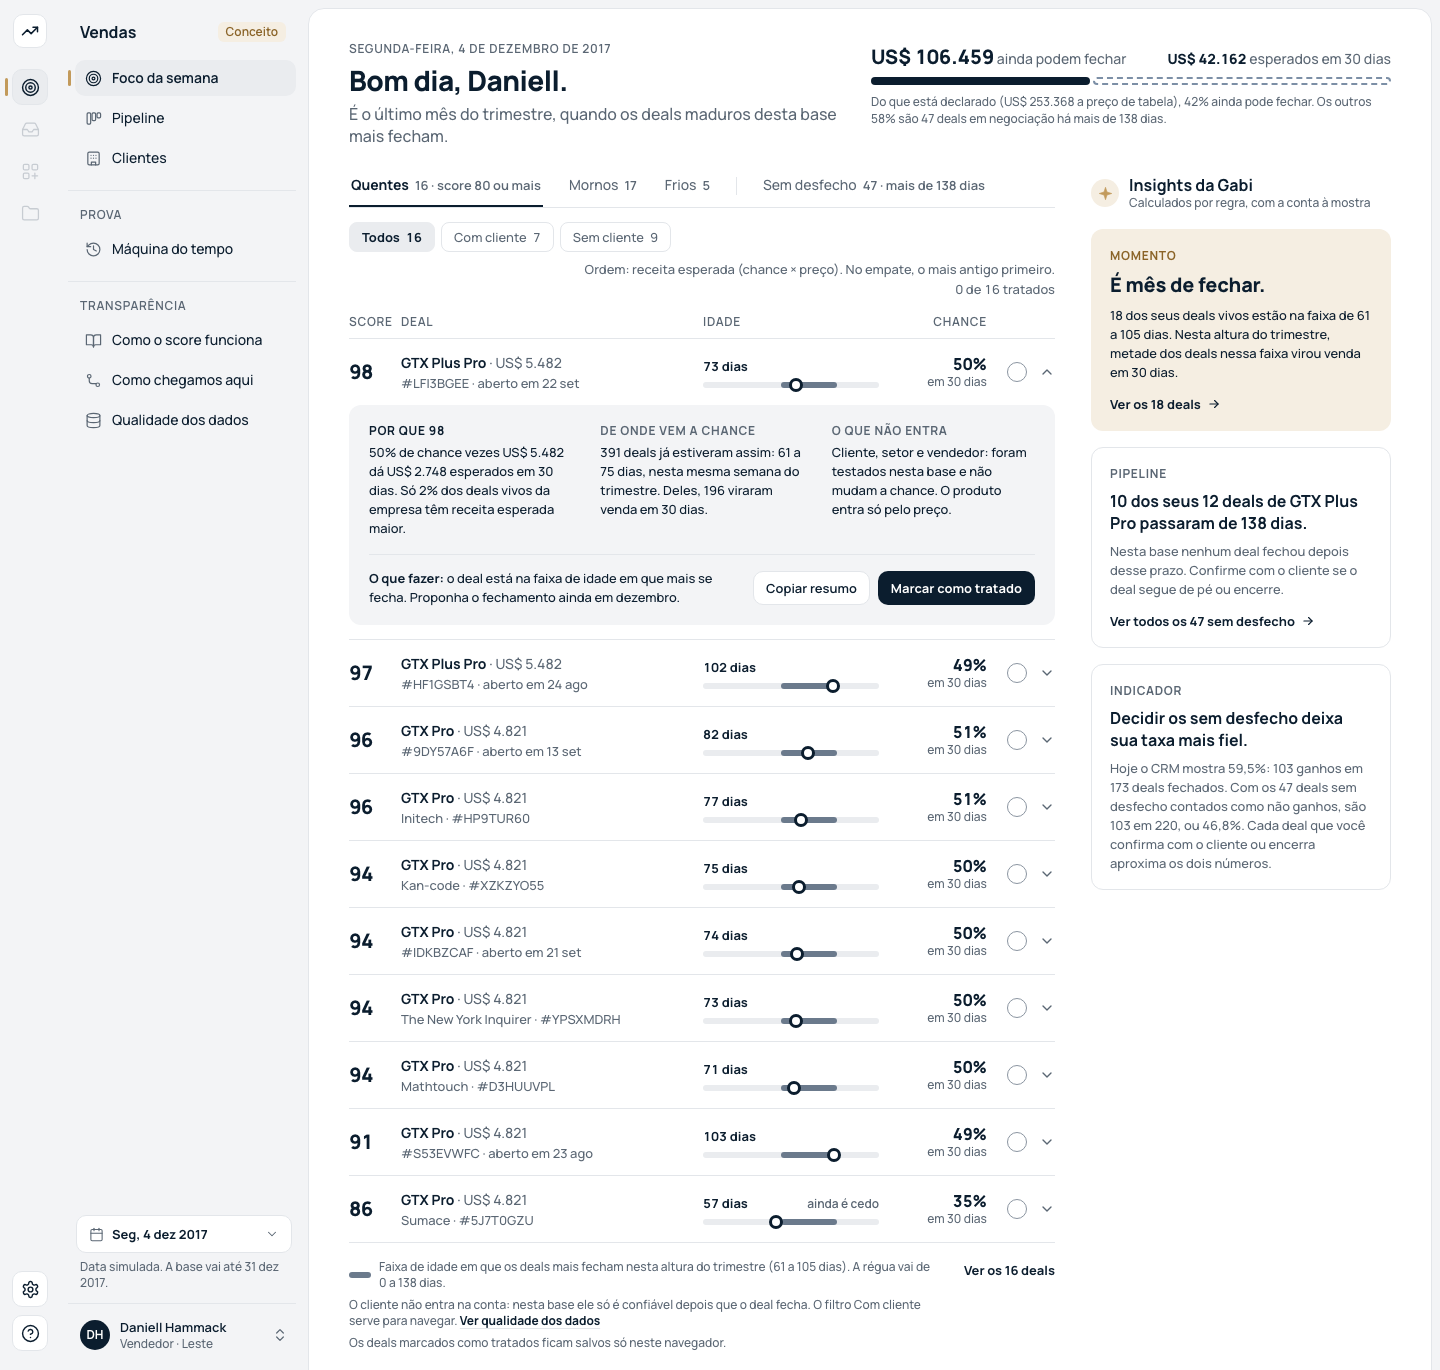 Vendas
Conceito
Foco da semana
Pipeline
Clientes
PROVA
Máquina do tempo
TRANSPARÊNCIA
Como o score funciona
Como chegamos aqui
Qualidade dos dados
Seg, 4 dez 2017
Data simulada. A base vai até 31 dez
2017.
DH
Daniell Hammack
Vendedor · Leste
SEGUNDA-FEIRA, 4 DE DEZEMBRO DE 2017
Bom dia, Daniell.
É o último mês do trimestre, quando os deals maduros desta base
mais fecham.
US$ 106.459 ainda podem fechar
US$ 42.162 esperados em 30 dias
Do que está declarado (US$ 253.368 a preço de tabela), 42% ainda pode fechar. Os outros
58% são 47 deals em negociação há mais de 138 dias.
Quentes 16 · score 80 ou mais
Mornos 17
Frios 5
Sem desfecho 47 · mais de 138 dias
Todos 16
Com cliente 7
Sem cliente 9
Ordem: receita esperada (chance × preço). No empate, o mais antigo primeiro.
0 de 16 tratados
SCORE DEAL IDADE CHANCE
98
GTX Plus Pro · US$ 5.482
#LFI3BGEE · aberto em 22 set
73 dias
50%
em 30 dias
POR QUE 98
50% de chance vezes US$ 5.482
dá US$ 2.748 esperados em 30
dias. Só 2% dos deals vivos da
empresa têm receita esperada
maior.
DE ONDE VEM A CHANCE
391 deals já estiveram assim: 61 a
75 dias, nesta mesma semana do
trimestre. Deles, 196 viraram
venda em 30 dias.
O QUE NÃO ENTRA
Cliente, setor e vendedor: foram
testados nesta base e não
mudam a chance. O produto
entra só pelo preço.
O que fazer: o deal está na faixa de idade em que mais se
fecha. Proponha o fechamento ainda em dezembro.
Copiar resumo
Marcar como tratado
97
GTX Plus Pro · US$ 5.482
#HF1GSBT4 · aberto em 24 ago
102 dias
49%
em 30 dias
96
GTX Pro · US$ 4.821
#9DY57A6F · aberto em 13 set
82 dias
51%
em 30 dias
96
GTX Pro · US$ 4.821
Initech · #HP9TUR60
77 dias
51%
em 30 dias
94
GTX Pro · US$ 4.821
Kan-code · #XZKZYO55
75 dias
50%
em 30 dias
94
GTX Pro · US$ 4.821
#IDKBZCAF · aberto em 21 set
74 dias
50%
em 30 dias
94
GTX Pro · US$ 4.821
The New York Inquirer · #YPSXMDRH
73 dias
50%
em 30 dias
94
GTX Pro · US$ 4.821
Mathtouch · #D3HUUVPL
71 dias
50%
em 30 dias
91
GTX Pro · US$ 4.821
#S53EVWFC · aberto em 23 ago
103 dias
49%
em 30 dias
86
GTX Pro · US$ 4.821
Sumace · #5J7T0GZU
57 dias
ainda é cedo
35%
em 30 dias
Faixa de idade em que os deals mais fecham nesta altura do trimestre (61 a 105 dias). A régua vai de
0 a 138 dias.
Ver os 16 deals
O cliente não entra na conta: nesta base ele só é confiável depois que o deal fecha. O filtro Com cliente
serve para navegar. Ver qualidade dos dados
Os deals marcados como tratados ficam salvos só neste navegador.
Insights da Gabi
Calculados por regra, com a conta à mostra
MOMENTO
É mês de fechar.
18 dos seus deals vivos estão na faixa de 61
a 105 dias. Nesta altura do trimestre,
metade dos deals nessa faixa virou venda
em 30 dias.
Ver os 18 deals
PIPELINE
10 dos seus 12 deals de GTX Plus
Pro passaram de 138 dias.
Nesta base nenhum deal fechou depois
desse prazo. Confirme com o cliente se o
deal segue de pé ou encerre.
Ver todos os 47 sem desfecho
INDICADOR
Decidir os sem desfecho deixa
sua taxa mais fiel.
Hoje o CRM mostra 59,5%: 103 ganhos em
173 deals fechados. Com os 47 deals sem
desfecho contados como não ganhos, são
103 em 220, ou 46,8%. Cada deal que você
confirma com o cliente ou encerra
aproxima os dois números.